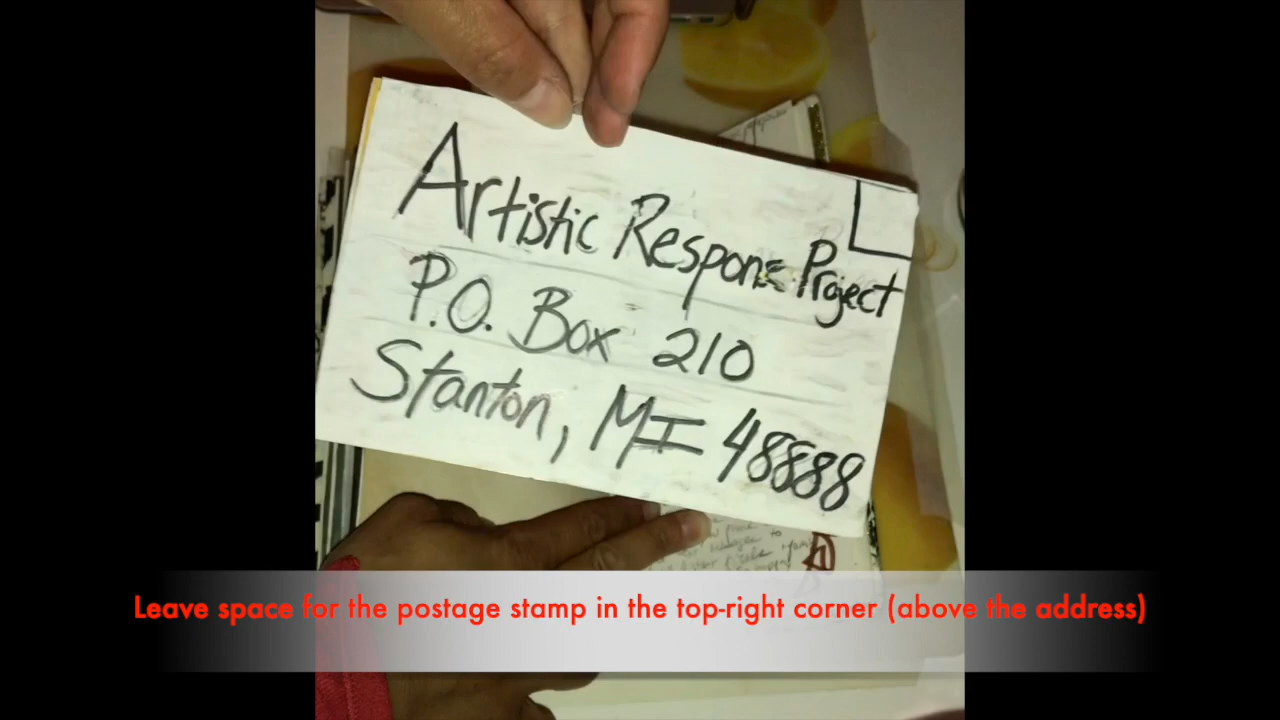 Artistic Respone Project
P.O. Box 210
Stanton, MI 48888
Leave space for the postage stamp in the top-right corner (above the address)